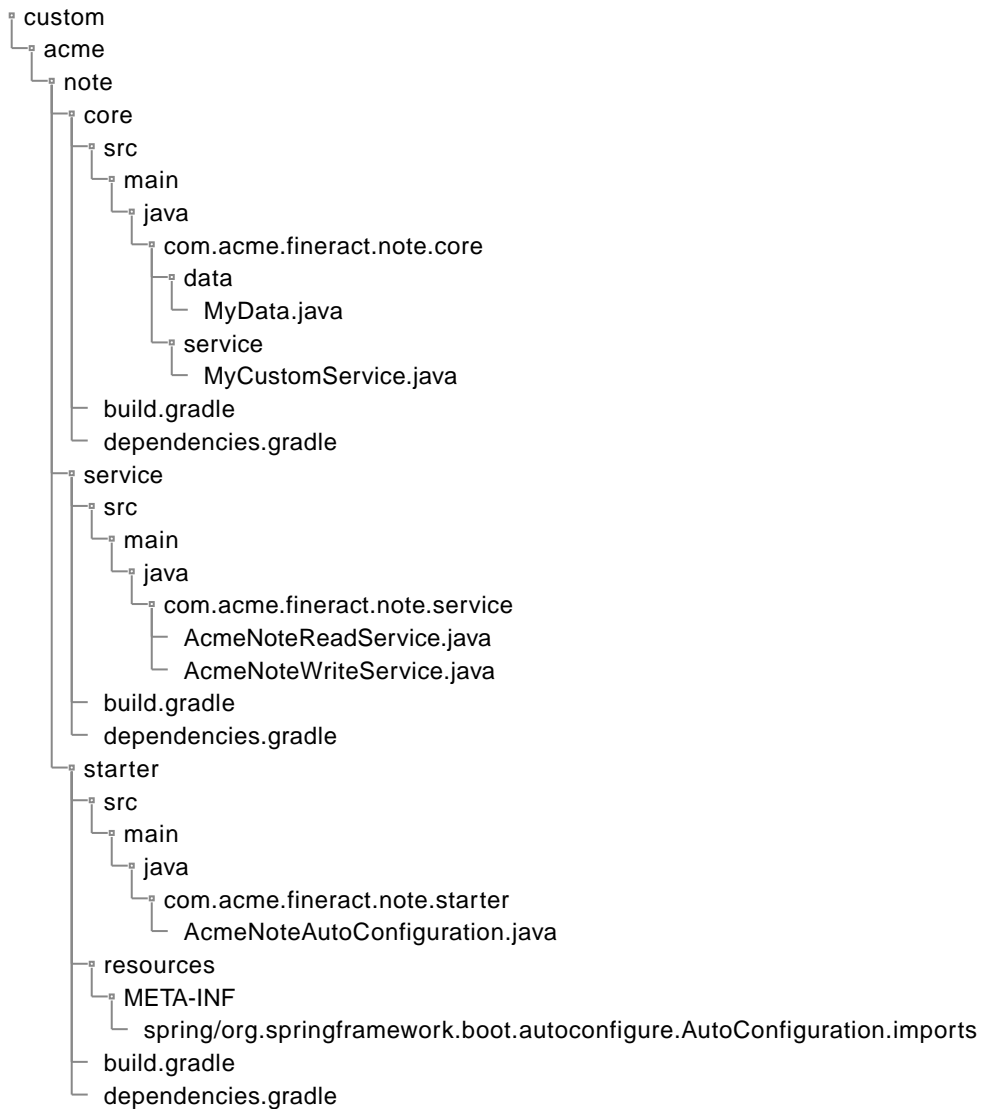 custom
acme
note
core
src
main
java
com.acme.fineract.note.core
data
MyData.java
service
MyCustomService.java
build.gradle
dependencies.gradle
service
src
main
java
com.acme.fineract.note.service
AcmeNoteReadService.java
AcmeNoteWriteService.java
build.gradle
dependencies.gradle
starter
src
main
java
com.acme.fineract.note.starter
AcmeNoteAutoConfiguration.java
resources
META-INF
spring/org.springframework.boot.autoconfigure.AutoConfiguration.imports
build.gradle
dependencies.gradle